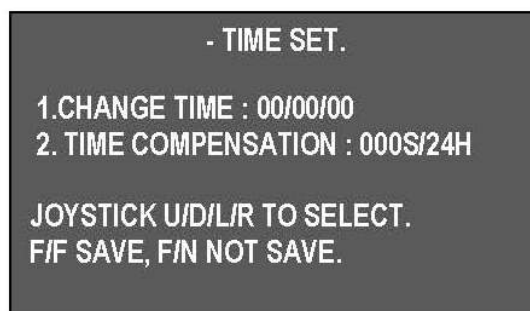 - TIME SET.
1.CHANGE TIME : 00/00/00
2. TIME COMPENSATION : 000S/24H
JOYSTICK U/D/L/R TO SELECT.
F/F SAVE, F/N NOT SAVE.